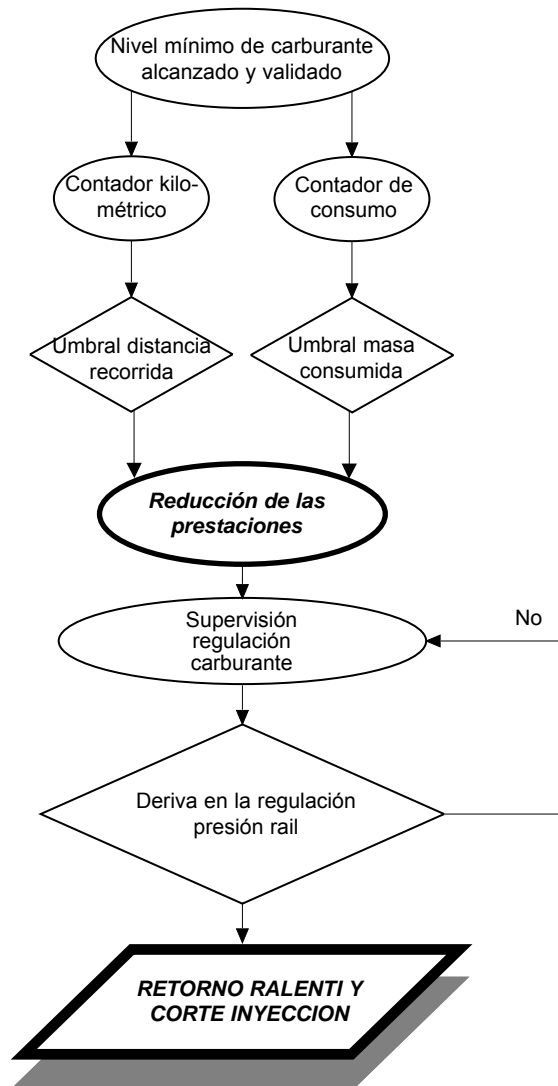 Nivel mínimo de carburante
alcanzado y validado
Contador kilo-
métrico
Contador de
consumo
Umbral distancia
recorrida
Umbral masa
consumida
Reducción de las
prestaciones
Supervisión
regulación
carburante
No
Deriva en la regulación
presión rail
RETORNO RALENTI Y
CORTE INYECCION